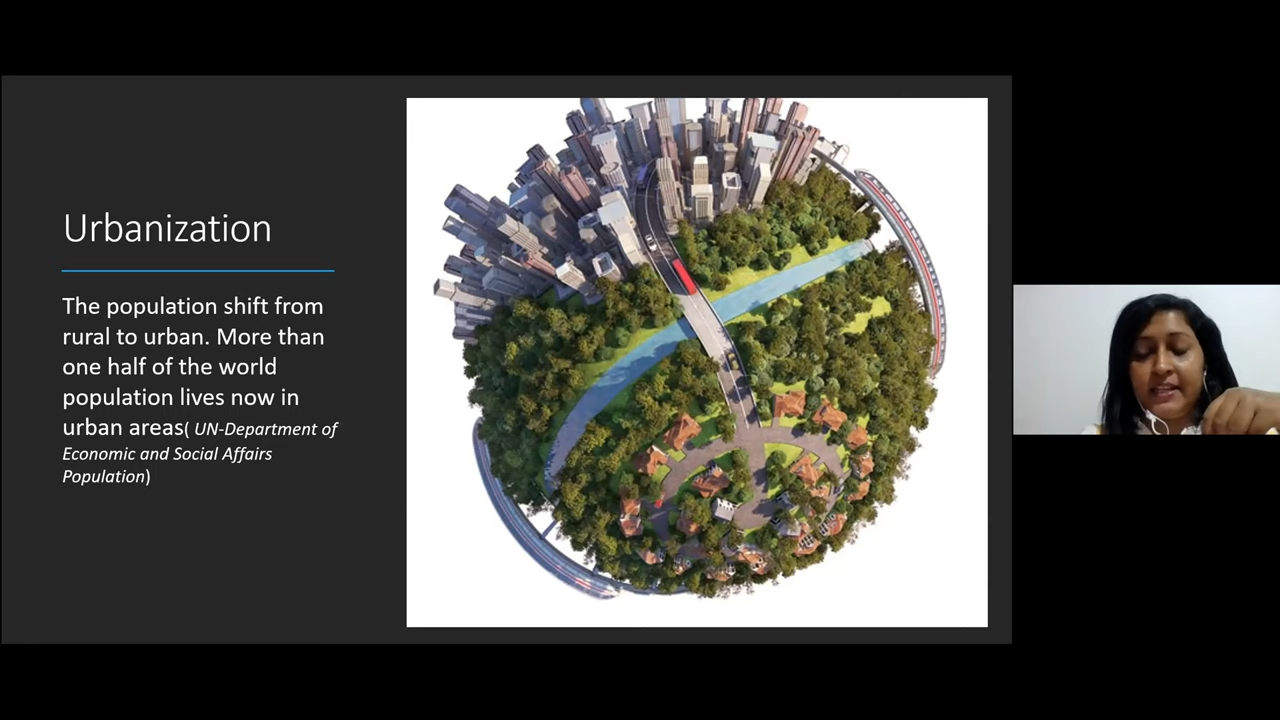 Urbanization
The population shift from
rural to urban. More than
one half of the world
population lives now in
urban areas( UN-Department of
Economic and Social Affairs
Population)